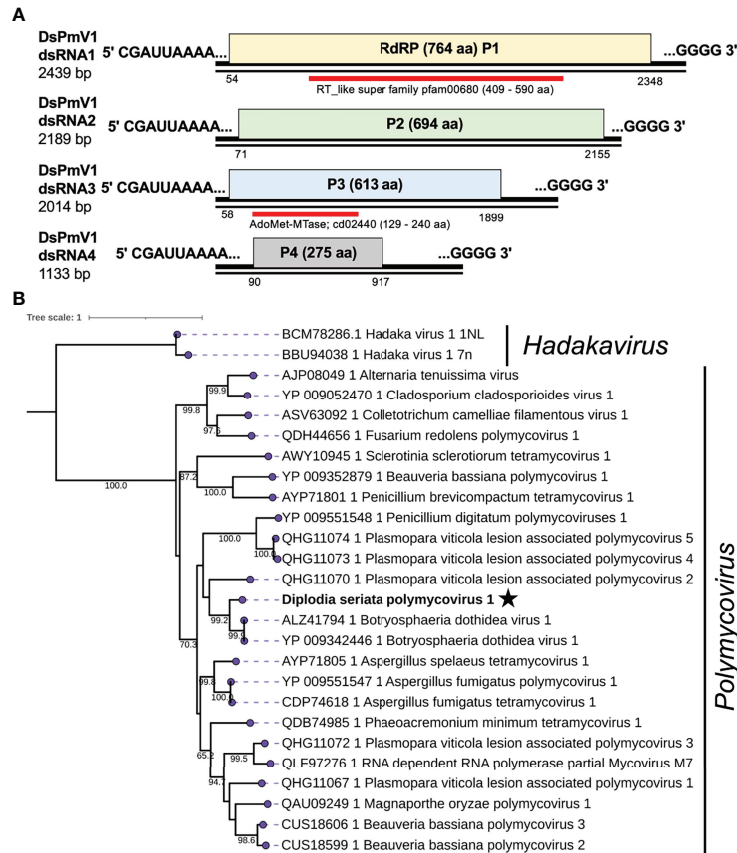 A
DsPmV1
dsRNA1
2439 bp
5' CGAUUAAAA...
RdRP (764 aa) P1
...GGGG 3'
54
2348
RT_like super family pfam00680 (409 - 590 aa)
DsPmV1
dsRNA2
2189 bp
5' CGAUUAAAA...
P2 (694 aa)
...GGGG 3'
71
2155
DsPmV1
dsRNA3
2014 bp
5' CGAUUAAAA...
P3 (613 aa)
...GGGG 3'
58
1899
AdoMet-MTase; cd02440 (129 - 240 aa)
DsPmV1
dsRNA4
1133 bp
5' CGAUUAAAA...
P4 (275 aa)
...GGGG 3'
90
917
B
Tree scale: 1
BCM78286.1 Hadaka virus 1 1NL
BBU94038 1 Hadaka virus 1 7n
Hadakavirus
AJP08049 1 Alternaria tenuissima virus
99.9
YP 009052470 1 Cladosporium cladosporioides virus 1
99.8
ASV63092 1 Colletotrichum camelliae filamentous virus 1
97.5
QDH44656 1 Fusarium redolens polymycovirus 1
AWY10945 1 Sclerotinia sclerotiorum tetramycovirus 1
87.2
YP 009352879 1 Beauveria bassiana polymycovirus 1
100.0
100.0
AYP71801 1 Penicillium brevicompactum tetramycovirus 1
YP 009551548 1 Penicillium digitatum polymycoviruses 1
100.0
QHG11074 1 Plasmopara viticola lesion associated polymycovirus 5
100.0
QHG11073 1 Plasmopara viticola lesion associated polymycovirus 4
QHG11070 1 Plasmopara viticola lesion associated polymycovirus 2
Diplodia seriata polymycovirus 1
99.2
ALZ41794 1 Botryosphaeria dothidea virus 1
99.9
YP 009342446 1 Botryosphaeria dothidea virus 1
70.3
AYP71805 1 Aspergillus spelaeus tetramycovirus 1
99.8
YP 009551547 1 Aspergillus fumigatus polymycovirus 1
100.0
CDP74618 1 Aspergillus fumigatus tetramycovirus 1
QDB74985 1 Phaeoacremonium minimum tetramycovirus 1
QHG11072 1 Plasmopara viticola lesion associated polymycovirus 3
65.2
99.5
QLF97276 1 RNA dependent RNA polymerase partial Mycovirus M7
94.7
QHG11067 1 Plasmopara viticola lesion associated polymycovirus 1
QAU09249 1 Magnaporthe oryzae polymycovirus 1
CUS18606 1 Beauveria bassiana polymycovirus 3
98.6
CUS18599 1 Beauveria bassiana polymycovirus 2
Polymycovirus